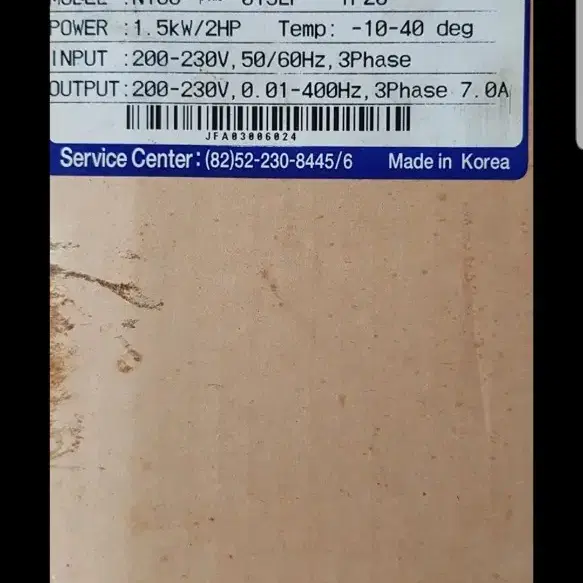 POWER :1.5kW/2HP Temp: -10-40 deg
INPUT :200-230V,50/60Hz,3Phase
OUTPUT:200-230V,0.01-400Hz,3Phase 7.0A
JFA03006024
Service Center: (82)52-230-8445/6 Made in Korea